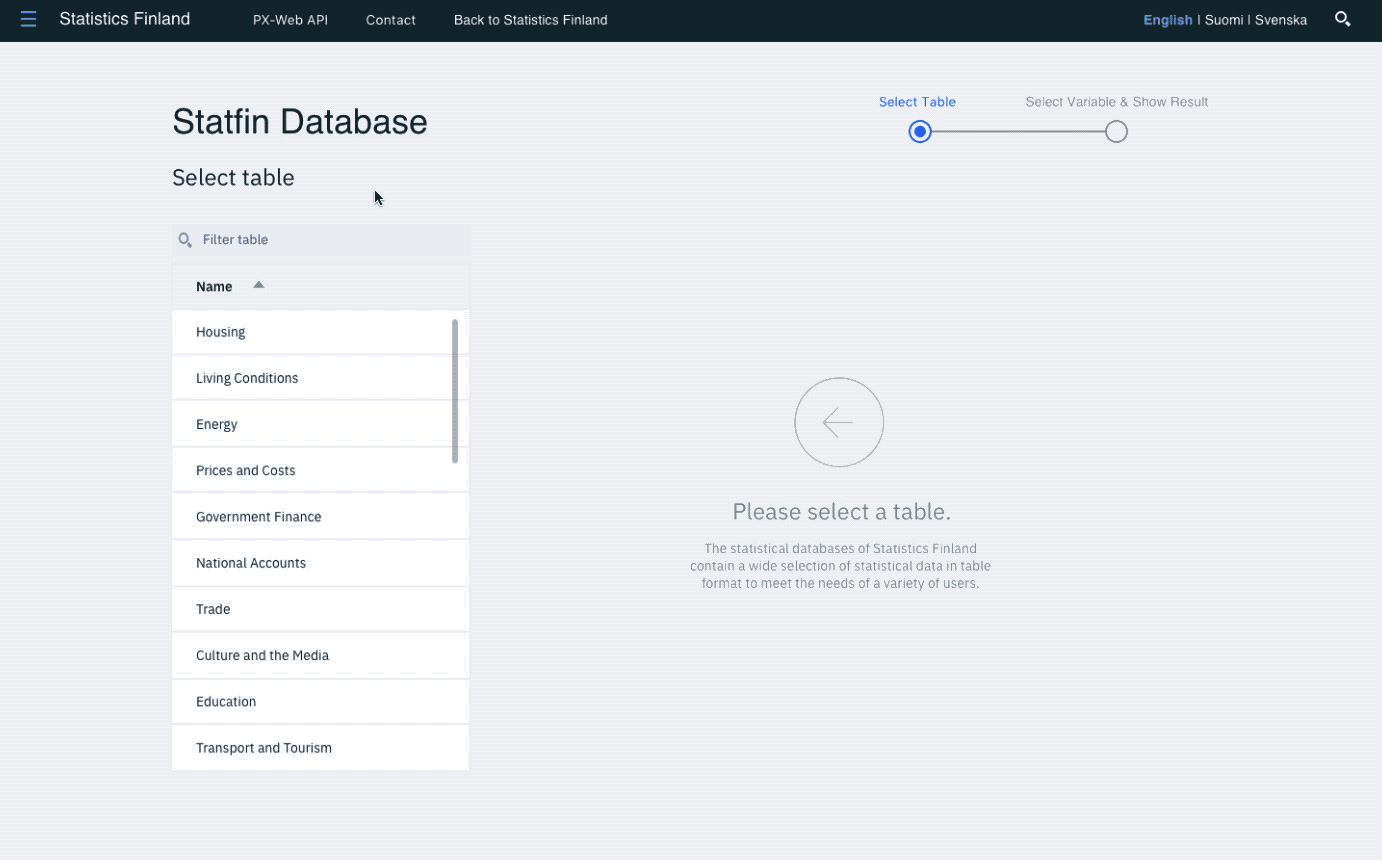 Statistics Finland
PX-Web API
Contact
Back to Statistics Finland
English | Suomi | Svenska
Statfin Database
Select Table
Select Variable & Show Result
Select table
Filter table
Name
Housing
Living Conditions
Energy
Prices and Costs
Government Finance
National Accounts
Trade
Culture and the Media
Education
Transport and Tourism
Please select a table.
The statistical databases of Statistics Finland
contain a wide selection of statistical data in table
format to meet the needs of a variety of users.